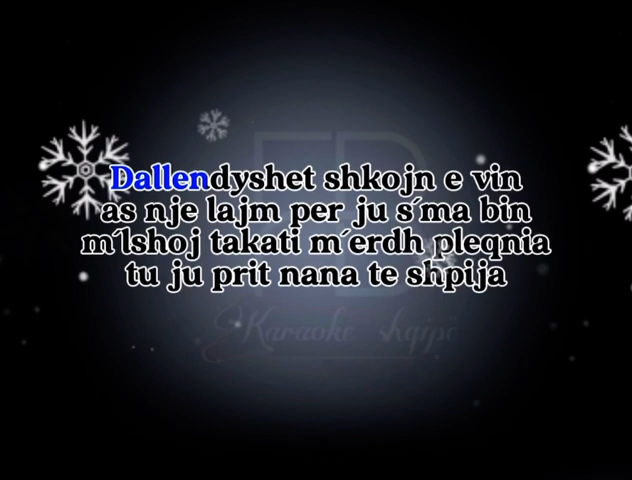 Dallendyshet shkojn e vin
as nje lajm per ju s´ma bin
m´lshoj takati m´erdh pleqnia
tu ju prit nana te shpija
Karaoke